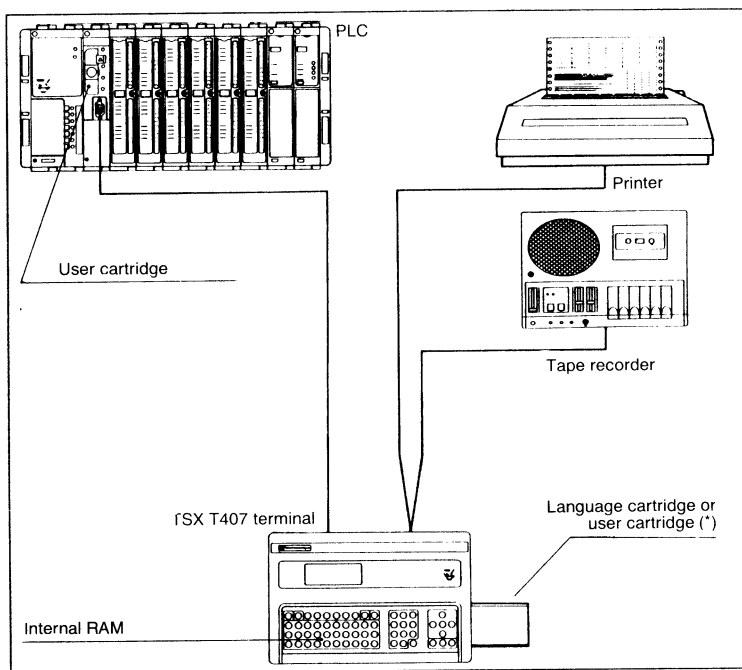 PLC
Printer
User cartridge
Tape recorder
TSX T407 terminal
Language cartridge or
user cartridge (*)
Internal RAM